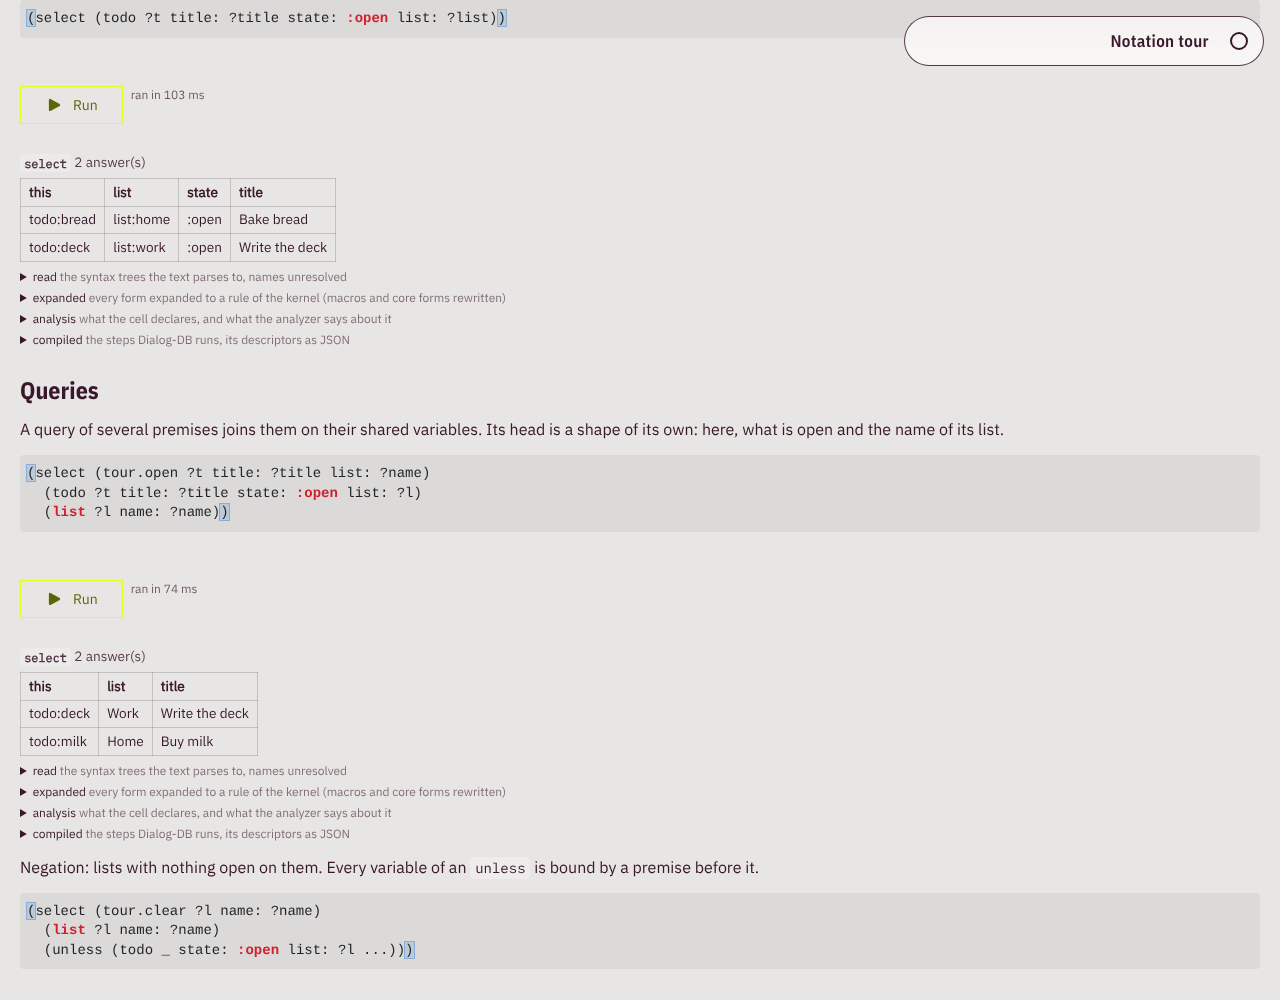 (select (todo ?t title: ?title state: :open list: ?list))
Notation tour
Run
ran in 103 ms
select 2 answer(s)
this list state title
todo:bread list:home :open Bake bread
todo:deck list:work :open Write the deck
read the syntax trees the text parses to, names unresolved
expanded every form expanded to a rule of the kernel (macros and core forms rewritten)
analysis what the cell declares, and what the analyzer says about it
compiled the steps Dialog-DB runs, its descriptors as JSON
Queries
A query of several premises joins them on their shared variables. Its head is a shape of its own: here, what is open and the name of its list.
(select (tour.open ?t title: ?title list: ?name)
(todo ?t title: ?title state: :open list: ?l)
(list ?l name: ?name))
Run
ran in 74 ms
select 2 answer(s)
this list title
todo:deck Work Write the deck
todo:milk Home Buy milk
read the syntax trees the text parses to, names unresolved
expanded every form expanded to a rule of the kernel (macros and core forms rewritten)
analysis what the cell declares, and what the analyzer says about it
compiled the steps Dialog-DB runs, its descriptors as JSON
Negation: lists with nothing open on them. Every variable of an unless is bound by a premise before it.
(select (tour.clear ?l name: ?name)
(list ?l name: ?name)
(unless (todo _ state: :open list: ?l ...)))